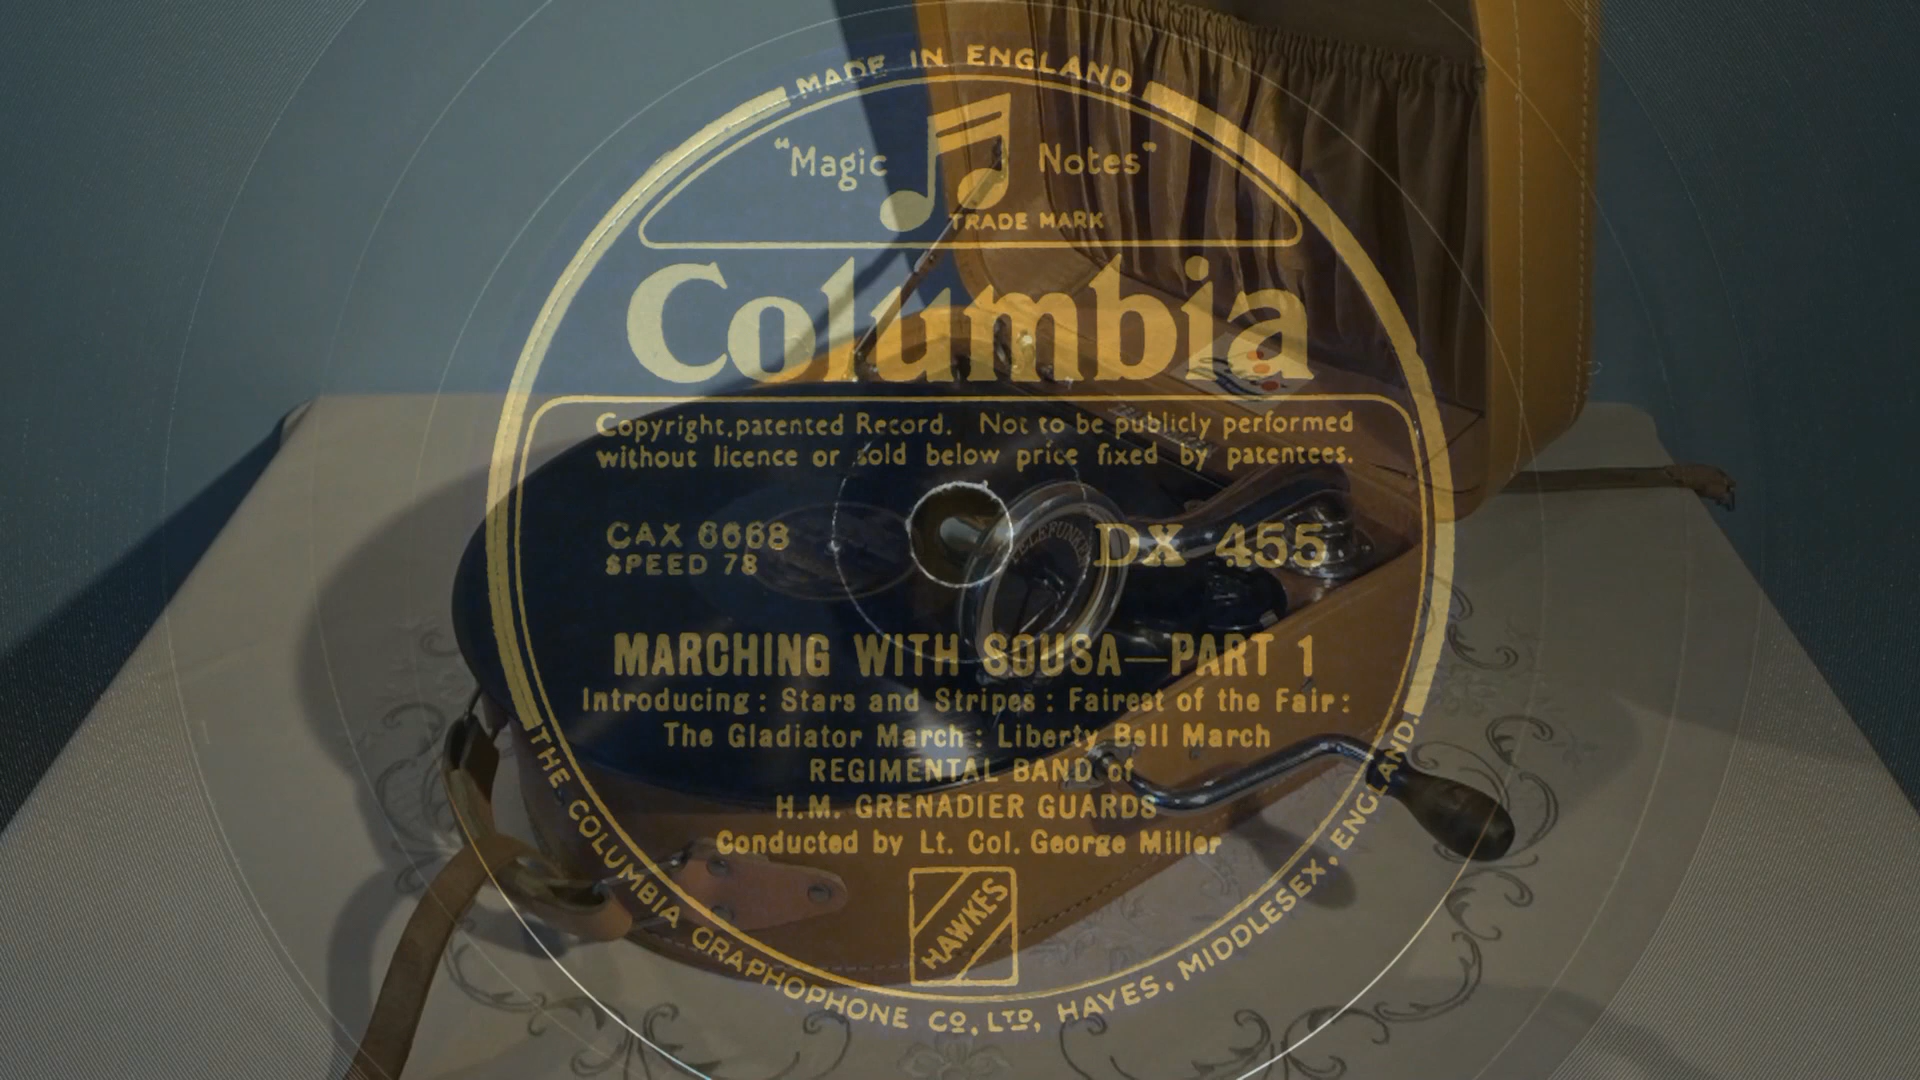 MADE IN ENGLAND
"Magic Notes"
TRADE MARK
Columbia
Copyright,patented Record. Not to be publicly performed
without licence or sold below price fixed by patentees.
CAX 6668
SPEED 78
DX 455
TELEFUNKEN
MARCHING WITH SOUSA—PART 1
Introducing : Stars and Stripes : Fairest of the Fair :
The Gladiator March : Liberty Bell March
REGIMENTAL BAND of
H.M. GRENADIER GUARDS
Conducted by Lt. Col. George Miller
HAWKES
THE COLUMBIA GRAPHOPHONE CO, LTD, HAYES, MIDDLESEX, ENGLAND.